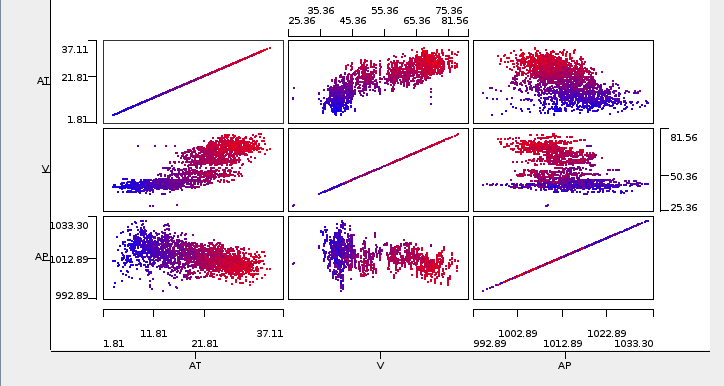 35.36 55.36 75.36
25.36 45.36 65.36 81.56
37.11
AT 21.81
1.81
81.56
V 50.36
25.36
1033.30
AP 1012.89
992.89
11.81 37.11 1002.89 1022.89
1.81 21.81 992.89 1012.89 1033.30
AT V AP